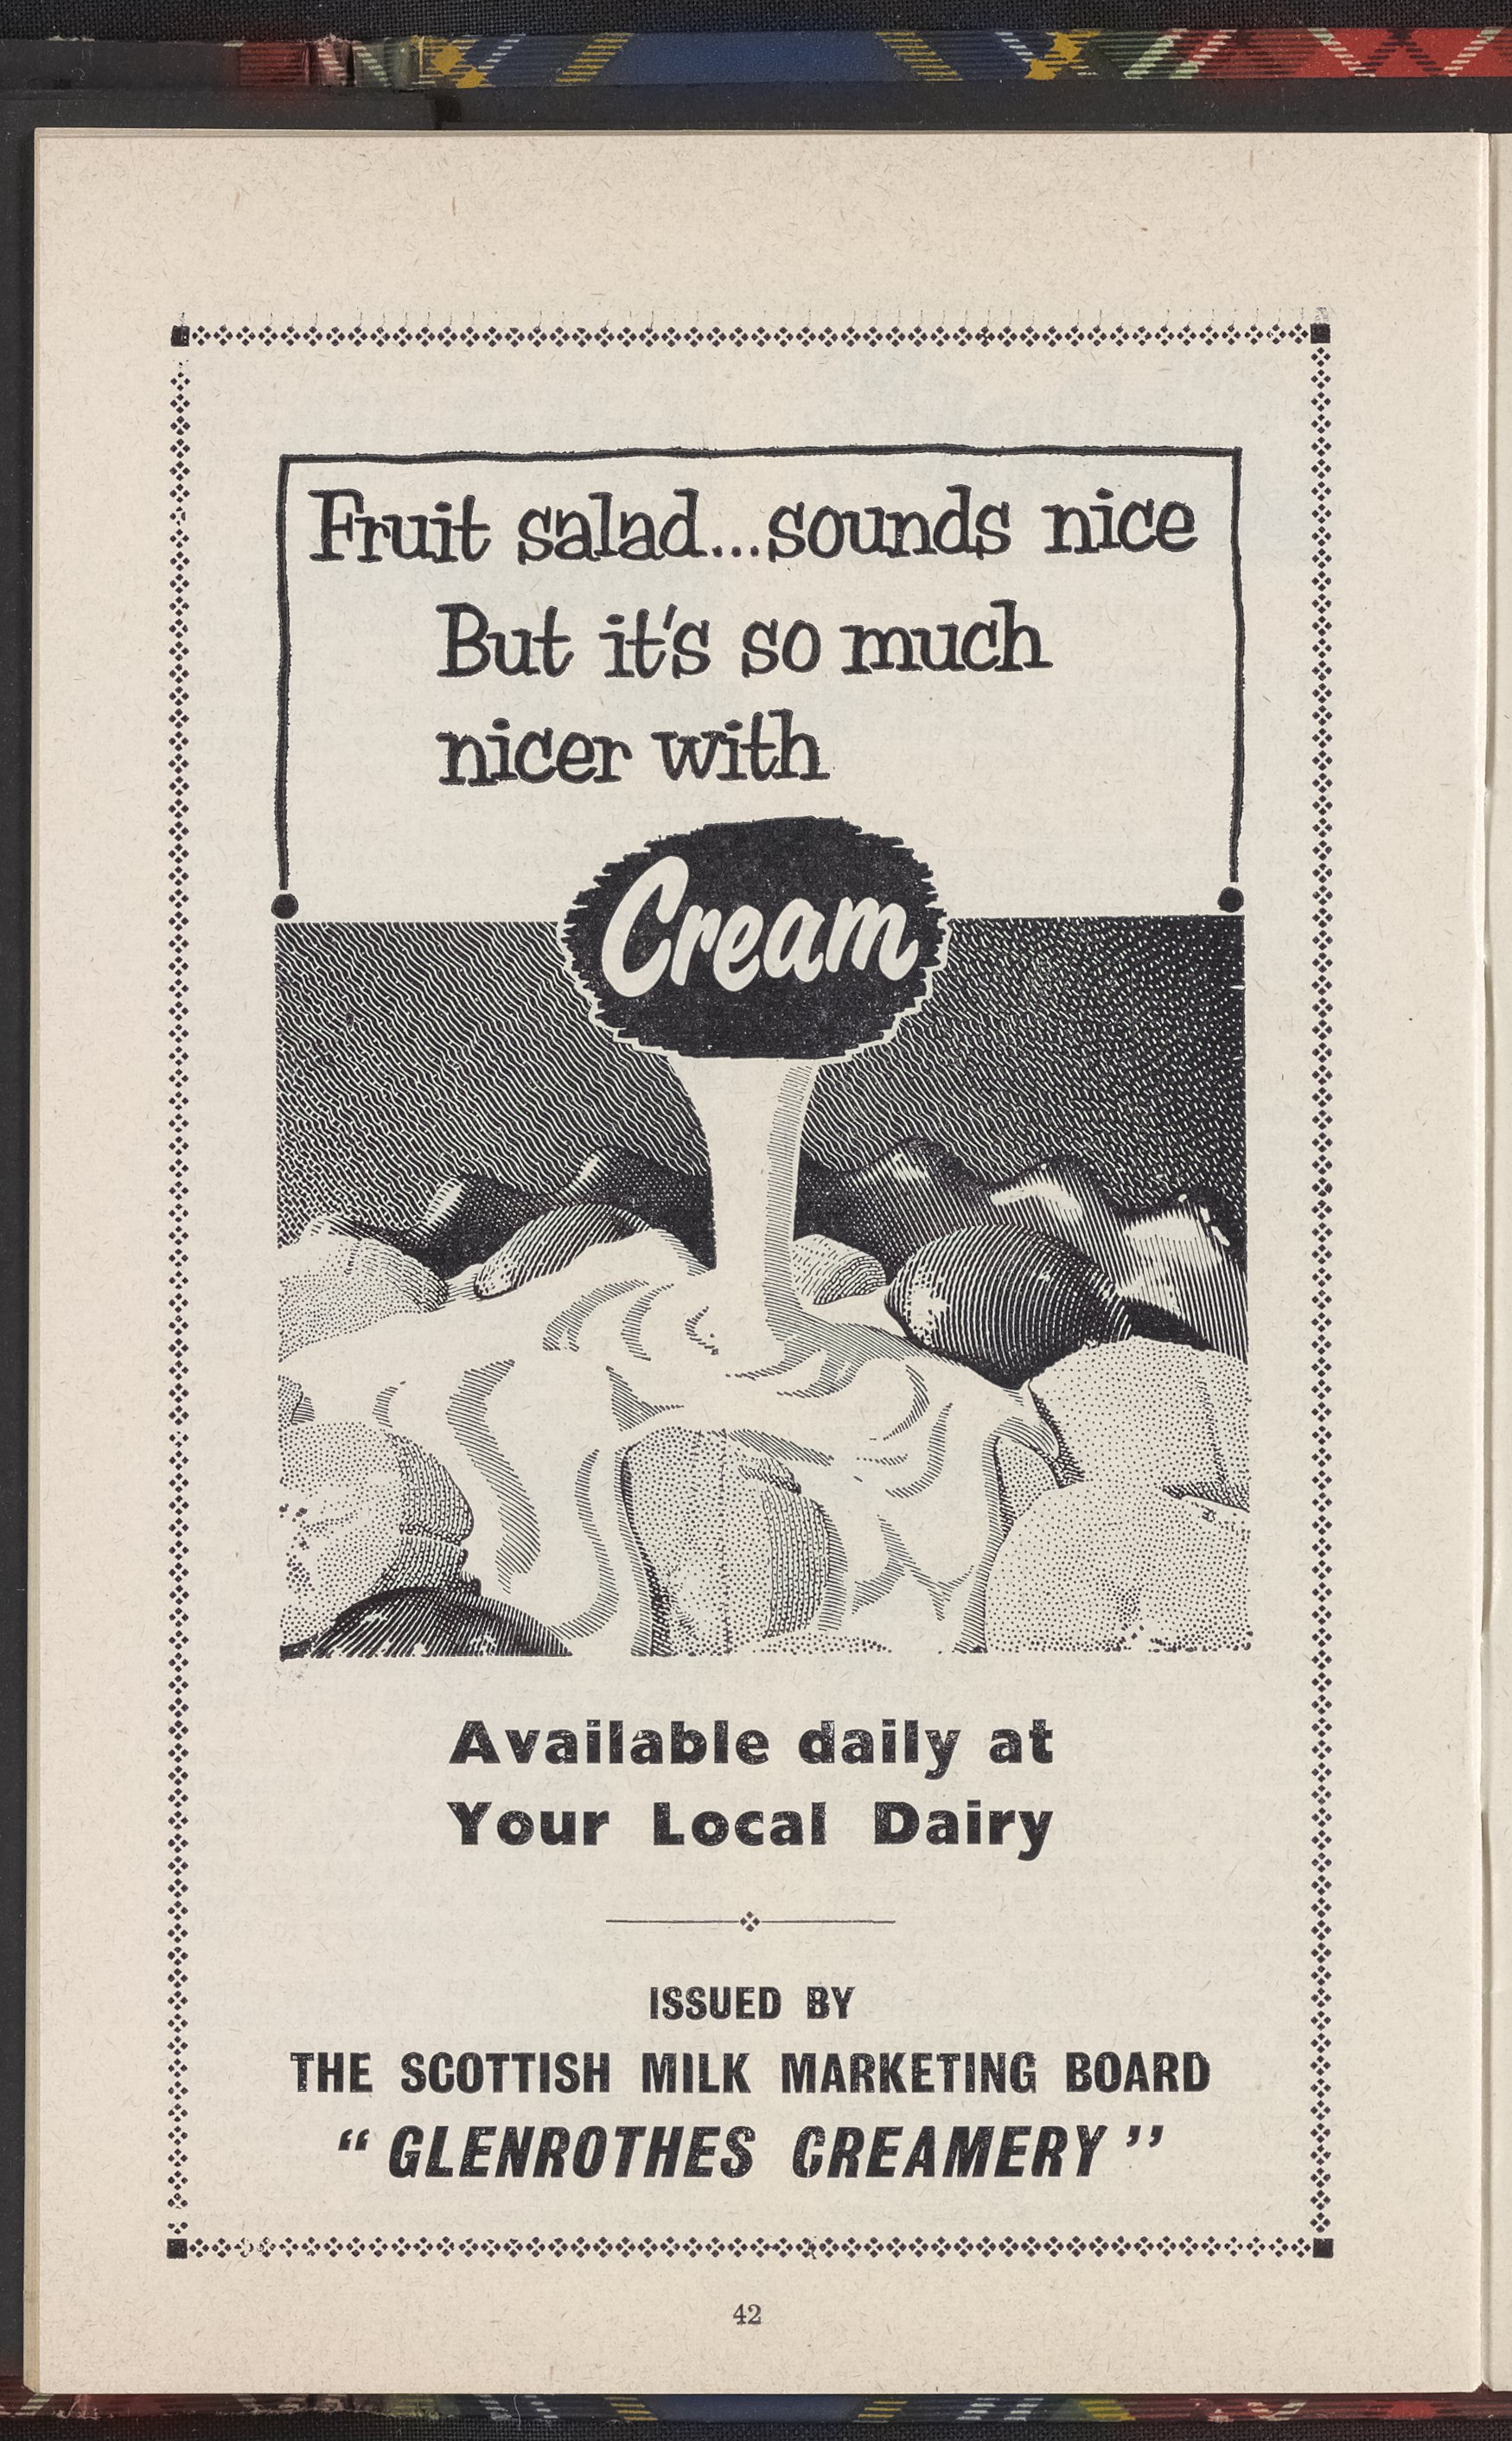 Fruit salad...sounds nice
But it's so much
nicer with
Cream
Available daily at
Your Local Dairy
ISSUED BY
THE SCOTTISH MILK MARKETING BOARD
“ GLENROTHES CREAMERY ”
42